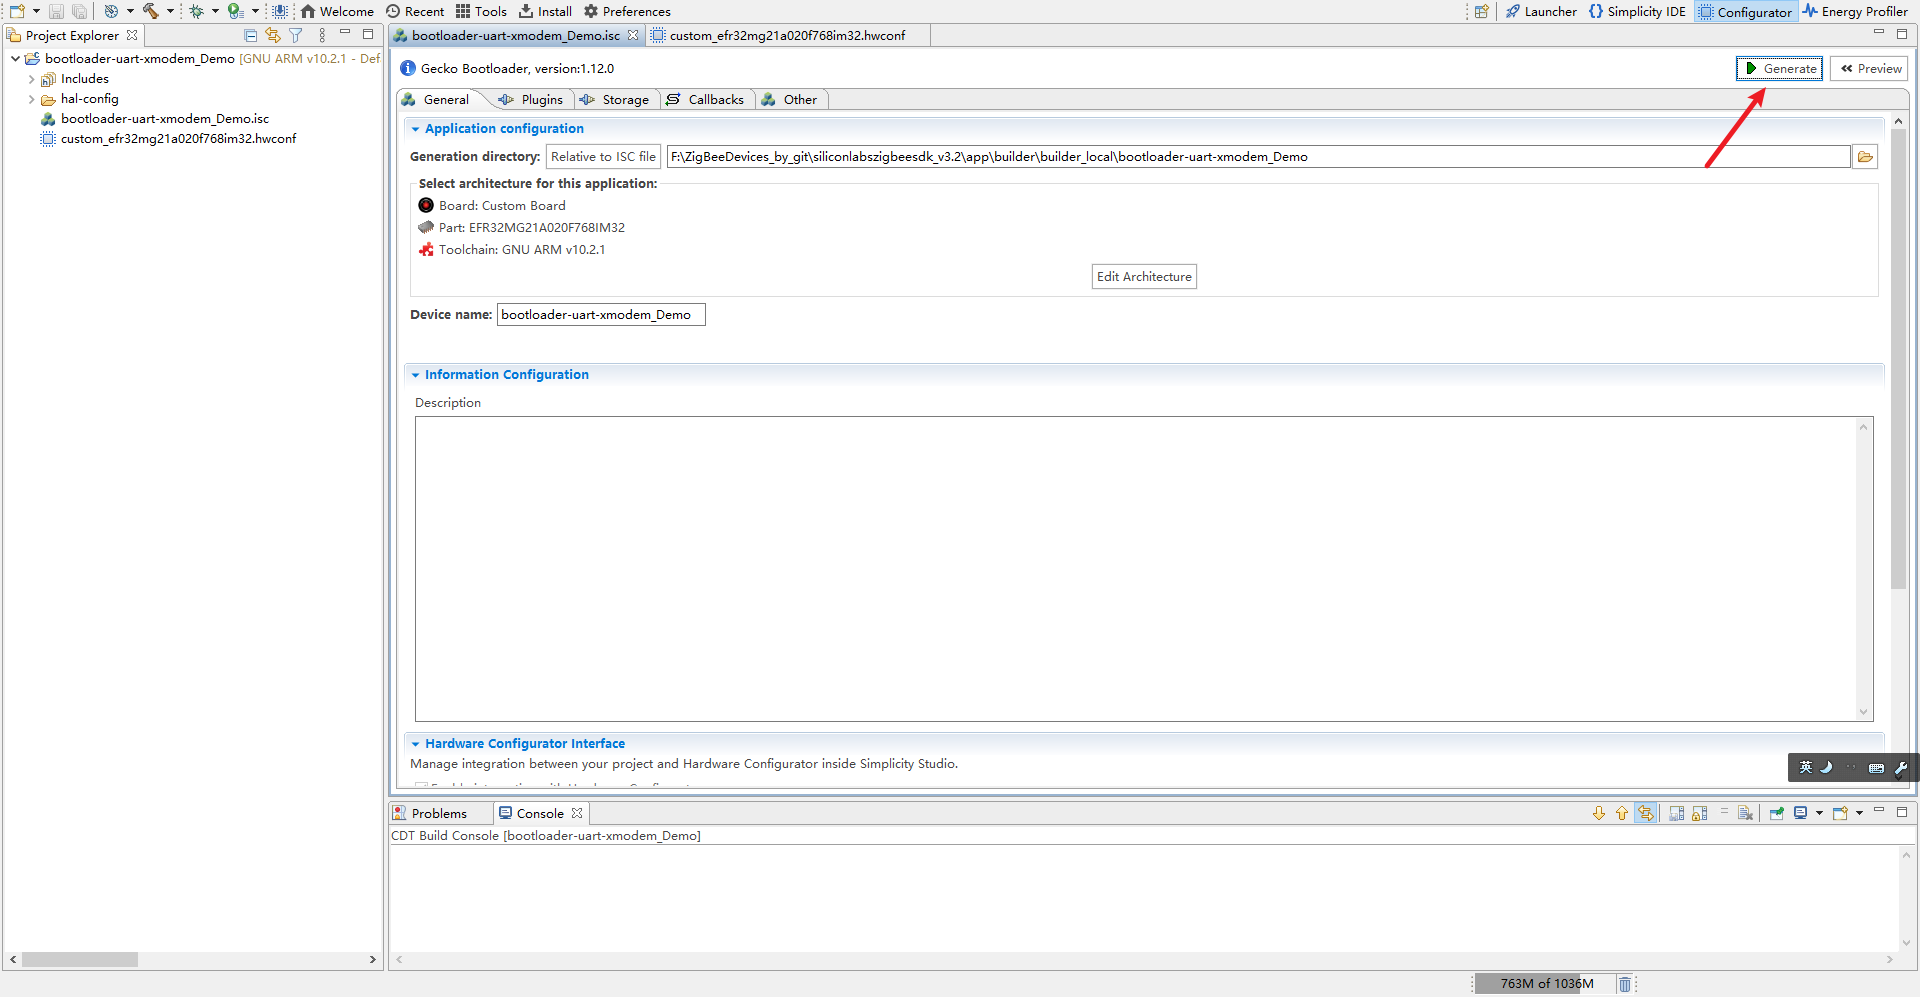 Welcome Recent Tools Install Preferences Launcher Simplicity IDE Configurator Energy Profiler
Project Explorer
bootloader-uart-xmodem_Demo [GNU ARM v10.2.1 - Def
Includes
hal-config
bootloader-uart-xmodem_Demo.isc
custom_efr32mg21a020f768im32.hwconf
bootloader-uart-xmodem_Demo.isc custom_efr32mg21a020f768im32.hwconf
Gecko Bootloader, version:1.12.0
Generate Preview
General Plugins Storage Callbacks Other
Application configuration
Generation directory: Relative to ISC file F:\ZigBeeDevices_by_git\siliconlabszigbeesdk_v3.2\app\builder\builder_local\bootloader-uart-xmodem_Demo
Select architecture for this application:
Board: Custom Board
Part: EFR32MG21A020F768IM32
Toolchain: GNU ARM v10.2.1
Edit Architecture
Device name: bootloader-uart-xmodem_Demo
Information Configuration
Description
Hardware Configurator Interface
Manage integration between your project and Hardware Configurator inside Simplicity Studio.
英
Problems Console
CDT Build Console [bootloader-uart-xmodem_Demo]
763M of 1036M